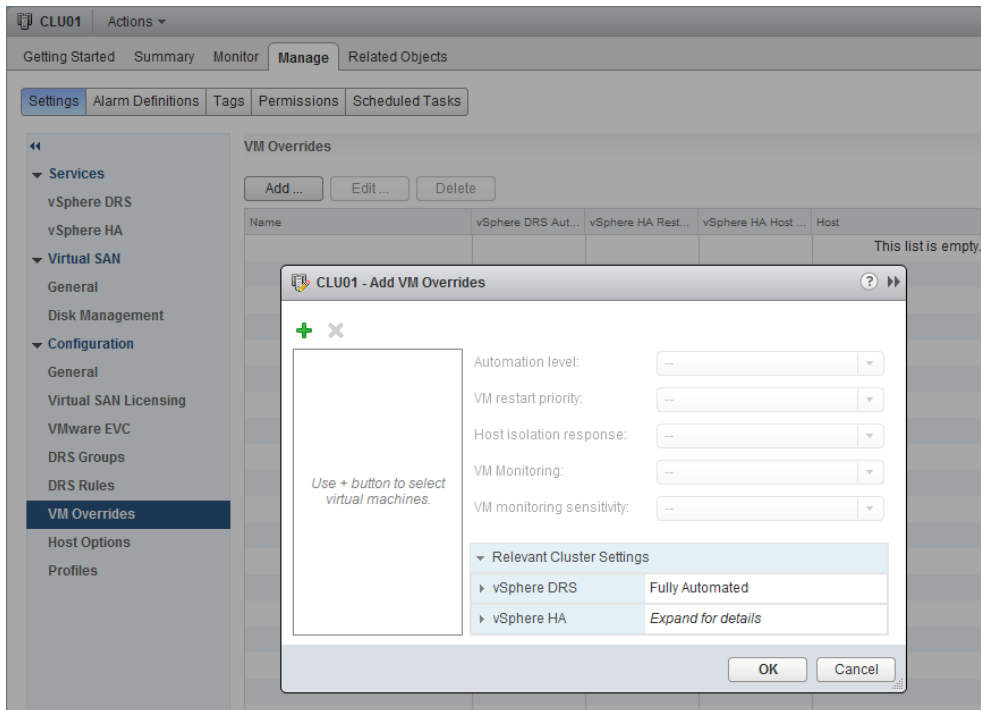 CLU01 Actions
Getting Started Summary Monitor Manage Related Objects
Settings Alarm Definitions Tags Permissions Scheduled Tasks
Services
vSphere DRS
vSphere HA
Virtual SAN
General
Disk Management
Configuration
General
Virtual SAN Licensing
VMware EVC
DRS Groups
DRS Rules
VM Overrides
Host Options
Profiles
VM Overrides
Add ... Edit ... Delete
Name vSphere DRS Aut... vSphere HA Rest... vSphere HA Host ... Host
This list is empty.
CLU01 - Add VM Overrides ?
Use + button to select
virtual machines.
Automation level: --
VM restart priority: --
Host isolation response: --
VM Monitoring: --
VM monitoring sensitivity: --
Relevant Cluster Settings
vSphere DRS Fully Automated
vSphere HA Expand for details
OK Cancel